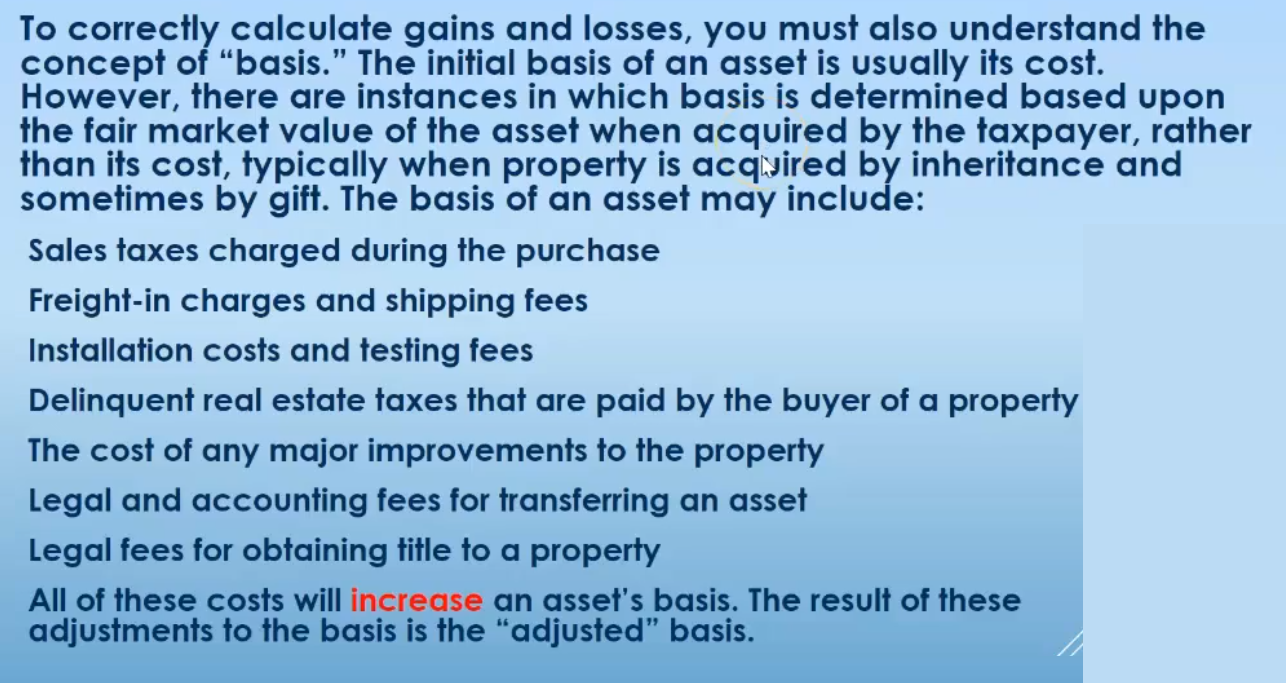 To correctly calculate gains and losses, you must also understand the
concept of “basis.” The initial basis of an asset is usually its cost.
However, there are instances in which basis is determined based upon
the fair market value of the asset when acquired by the taxpayer, rather
than its cost, typically when property is acquired by inheritance and
sometimes by gift. The basis of an asset may include:
Sales taxes charged during the purchase
Freight-in charges and shipping fees
Installation costs and testing fees
Delinquent real estate taxes that are paid by the buyer of a property
The cost of any major improvements to the property
Legal and accounting fees for transferring an asset
Legal fees for obtaining title to a property
All of these costs will increase an asset’s basis. The result of these
adjustments to the basis is the “adjusted” basis.